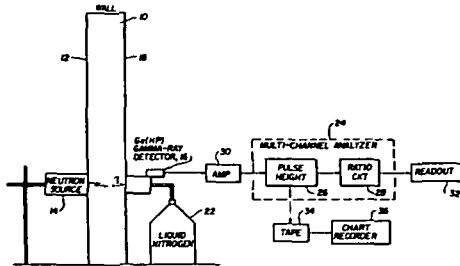 WALL
10
12
18
Ge(HP)
GAMMA-RAY
DETECTOR, 16
NEUTRON
SOURCE
14
LIQUID
NITROGEN
22
30
AMP
24
MULTI-CHANNEL ANALYZER
PULSE
HEIGHT
26
RATIO
CKT
28
READOUT
32
34
TAPE
36
CHART
RECORDER